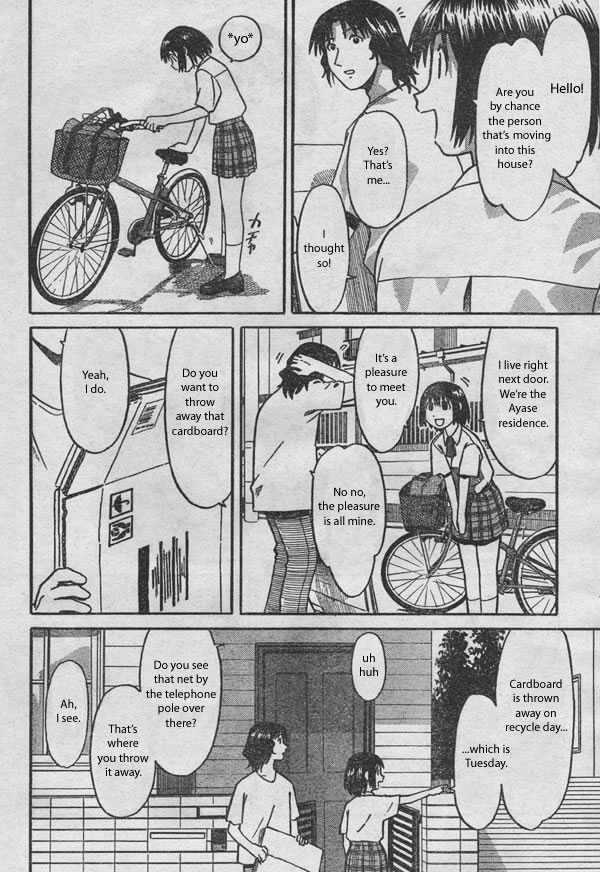 Hello!
Are you
by chance
the person
that's moving
into this
house?
Yes?
That's
me...
I
thought
so!
*yo*
カチャ
I live right
next door.
We're the
Ayase
residence.
It's a
pleasure
to meet
you.
No no,
the pleasure
is all mine.
Do you
want to
throw
away that
cardboard?
Yeah,
I do.
Cardboard
is thrown
away on
recycle day...
...which is
Tuesday.
uh
huh
Do you see
that net by
the telephone
pole over
there?
That's
where
you throw
it away.
Ah,
I see.